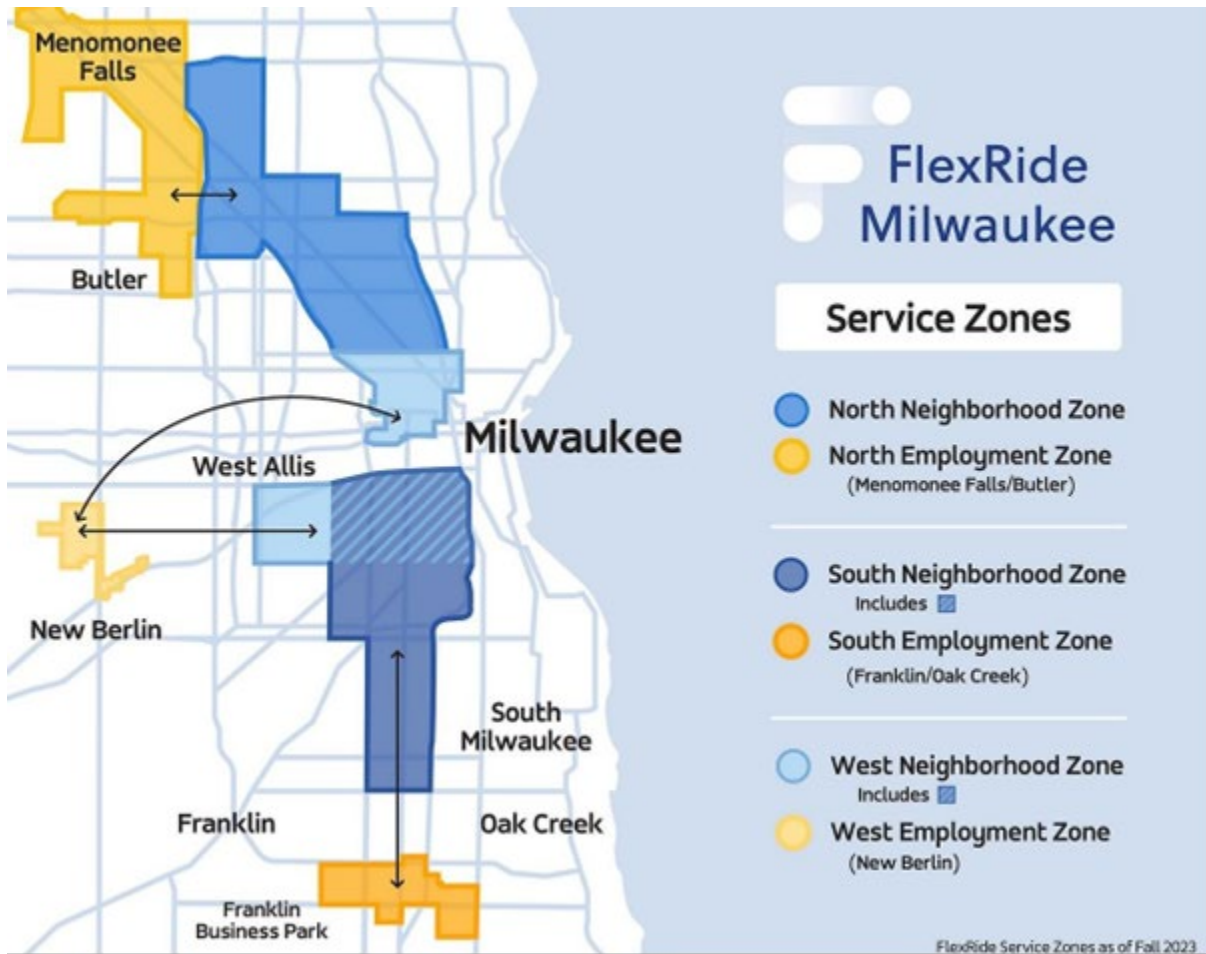 Menomonee
Falls
Butler
West Allis
Milwaukee
New Berlin
South
Milwaukee
Franklin
Oak Creek
Franklin
Business Park
FlexRide
Milwaukee
Service Zones
North Neighborhood Zone
North Employment Zone
(Menomonee Falls/Butler)
South Neighborhood Zone
Includes
South Employment Zone
(Franklin/Oak Creek)
West Neighborhood Zone
Includes
West Employment Zone
(New Berlin)
FlexRide Service Zones as of Fall 2023